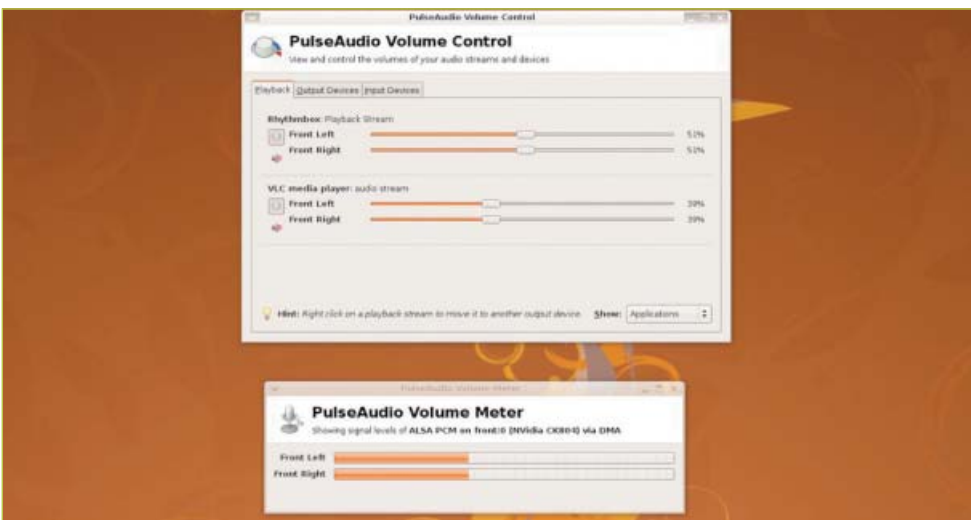 PulseAudio Volume Control
PulseAudio Volume Control
View and control the volumes of your audio streams and devices
Playback Output Devices Input Devices
Rhythmbox: Playback Stream
Front Left 51%
Front Right 51%
VLC media player: audio stream
Front Left 39%
Front Right 39%
Hint: Right click on a playback stream to move it to another output device. Show: Applications
PulseAudio Volume Meter
PulseAudio Volume Meter
Showing signal levels of ALSA PCM on front:0 (NVidia CK804) via DMA
Front Left
Front Right